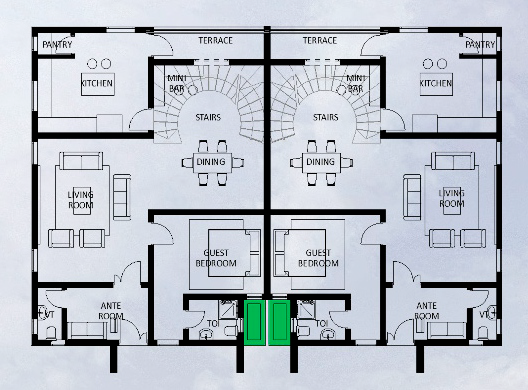 PANTRY
TERRACE
TERRACE
PANTRY
KITCHEN
MINI
BAR
MINI
BAR
KITCHEN
STAIRS
STAIRS
DINING
DINING
LIVING
ROOM
LIVING
ROOM
GUEST
BEDROOM
GUEST
BEDROOM
ANTE
ROOM
VT
TOI
TOI
ANTE
ROOM
VT